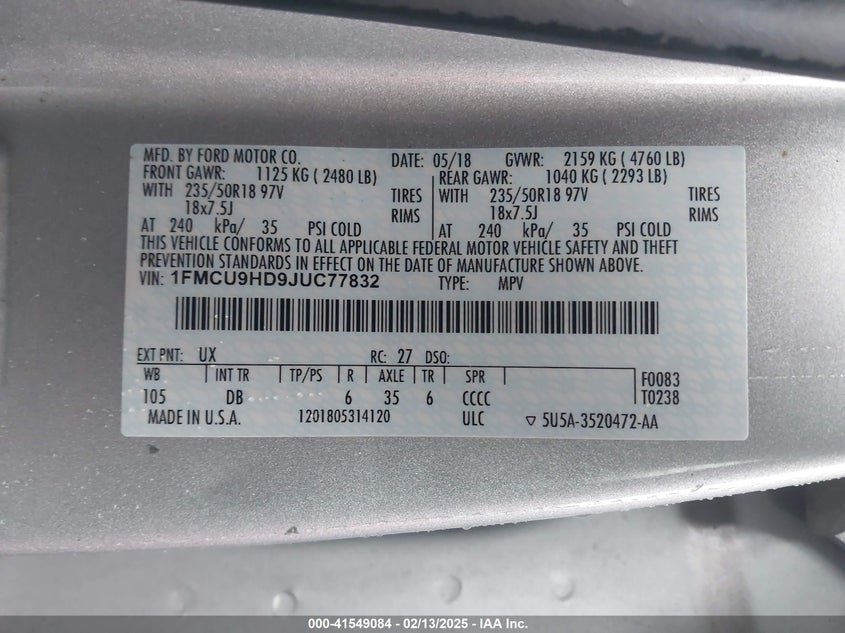 MFD. BY FORD MOTOR CO. DATE: 05/18 GVWR: 2159 KG ( 4760 LB)
FRONT GAWR: 1125 KG ( 2480 LB) REAR GAWR: 1040 KG ( 2293 LB)
WITH 235/50R18 97V TIRES WITH 235/50R18 97V TIRES
18x7.5J RIMS 18x7.5J RIMS
AT 240 kPa/ 35 PSI COLD AT 240 kPa/ 35 PSI COLD
THIS VEHICLE CONFORMS TO ALL APPLICABLE FEDERAL MOTOR VEHICLE SAFETY AND THEFT
PREVENTION STANDARDS IN EFFECT ON THE DATE OF MANUFACTURE SHOWN ABOVE.
VIN: 1FMCU9HD9JUC77832 TYPE: MPV
EXT PNT: UX RC: 27 DSO:
WB INT TR TP/PS R AXLE TR SPR F0083
105 DB 6 35 6 CCCC T0238
MADE IN U.S.A. 1201805314120 ULC ▽ 5U5A-3520472-AA
000-41549084 - 02/13/2025 - IAA Inc.